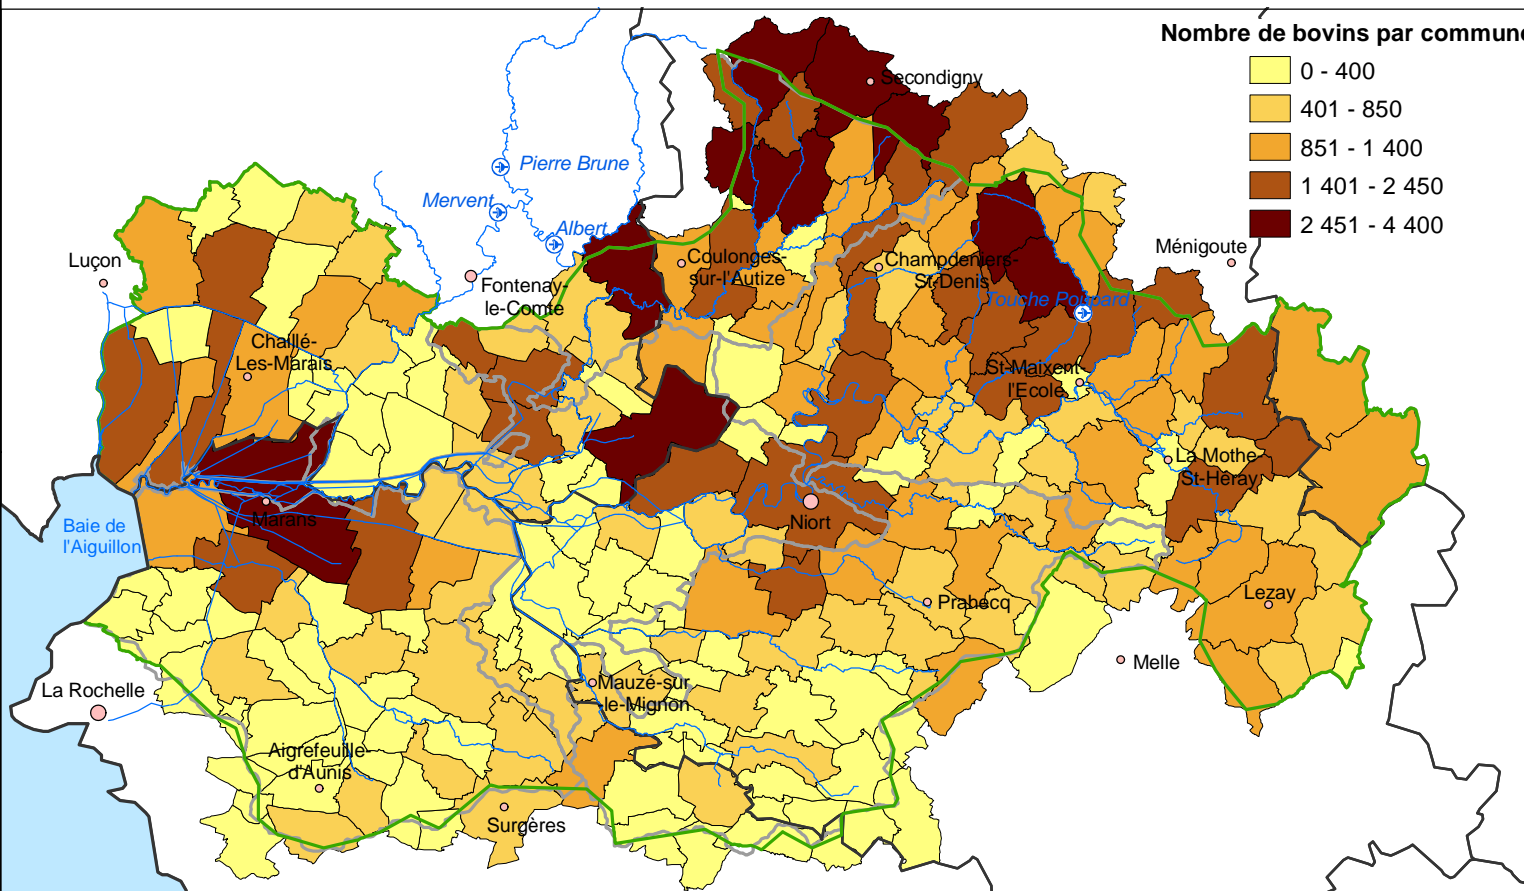 Nombre de bovins par commune
0 - 400
401 - 850
851 - 1 400
1 401 - 2 450
2 451 - 4 400
Secondigny
Pierre Brune
Mervent
Albert
Ménigoute
Luçon
Coulonges-
sur-l'Autize
Champdeniers-
St-Denis
Fontenay-
le-Comte
Touche Poupard
Chaillé-
Les-Marais
St-Maixent-
l'Ecole
La Mothe-
St-Héray
Marans
Niort
Baie de
l'Aiguillon
Prahecq
Lezay
Melle
La Rochelle
Mauzé-sur
le-Mignon
Aigrefeuille-
d'Aunis
Surgères